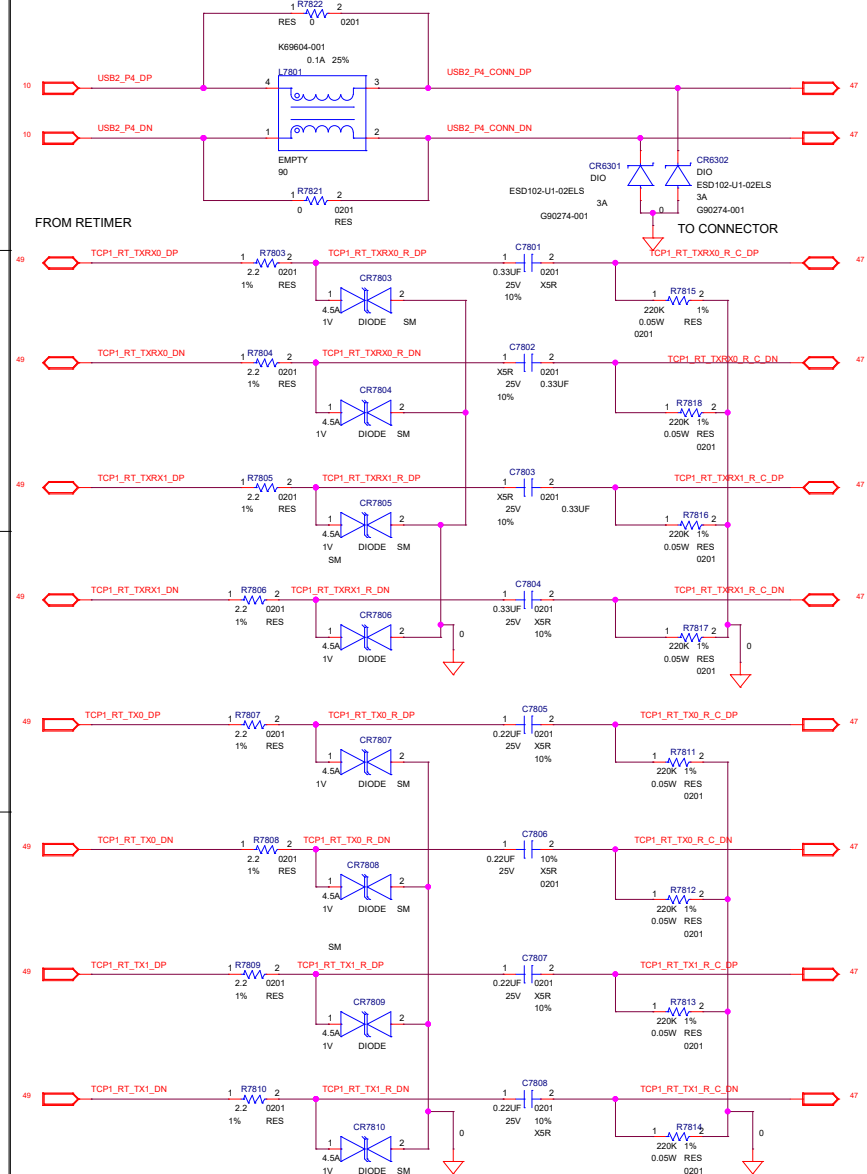 1 R7822 2
RES 0 0201
K69604-001
0.1A 25%
L7801
10 USB2_P4_DP 4 3 USB2_P4_CONN_DP 47
10 USB2_P4_DN 1 2 USB2_P4_CONN_DN 47
EMPTY
90
1 R7821 2
0 0201
RES
CR6301 CR6302
DIO DIO
ESD102-U1-02ELS ESD102-U1-02ELS
3A 3A
G90274-001 0 G90274-001
FROM RETIMER TO CONNECTOR
49 TCP1_RT_TXRX0_DP 1 R7803 2 TCP1_RT_TXRX0_R_DP 1 C7801 2 TCP1_RT_TXRX0_R_C_DP 47
2.2 0201 0.33UF 0201
1% RES 25V X5R
10%
1 CR7803 2 1 R7815 2
4.5A 220K 1%
1V DIODE SM 0.05W RES
0201
49 TCP1_RT_TXRX0_DN 1 R7804 2 TCP1_RT_TXRX0_R_DN 1 C7802 2 TCP1_RT_TXRX0_R_C_DN 47
2.2 0201 X5R 0201
1% RES 25V 0.33UF
10%
1 CR7804 2 1 R7818 2
4.5A 220K 1%
1V DIODE SM 0.05W RES
0201
49 TCP1_RT_TXRX1_DP 1 R7805 2 TCP1_RT_TXRX1_R_DP 1 C7803 2 TCP1_RT_TXRX1_R_C_DP 47
2.2 0201 X5R 0201
1% RES 25V 0.33UF
10%
1 CR7805 2 1 R7816 2
4.5A 220K 1%
1V DIODE SM 0.05W RES
SM 0201
49 TCP1_RT_TXRX1_DN 1 R7806 2 TCP1_RT_TXRX1_R_DN 1 C7804 2 TCP1_RT_TXRX1_R_C_DN 47
2.2 0201 0.33UF 0201
1% RES 25V X5R
10%
1 CR7806 2 0 1 R7817 2 0
4.5A 220K 1%
1V DIODE 0.05W RES
0201
49 TCP1_RT_TX0_DP 1 R7807 2 TCP1_RT_TX0_R_DP 1 C7805 2 TCP1_RT_TX0_R_C_DP 47
2.2 0201 0.22UF 0201
1% RES 25V X5R
10%
1 CR7807 2 1 R7811 2
4.5A 220K 1%
1V DIODE SM 0.05W RES
0201
49 TCP1_RT_TX0_DN 1 R7808 2 TCP1_RT_TX0_R_DN 1 C7806 2 TCP1_RT_TX0_R_C_DN 47
2.2 0201 0.22UF 10%
1% RES 25V X5R
0201
1 CR7808 2 1 R7812 2
4.5A 220K 1%
1V DIODE SM 0.05W RES
0201
SM
49 TCP1_RT_TX1_DP 1 R7809 2 TCP1_RT_TX1_R_DP 1 C7807 2 TCP1_RT_TX1_R_C_DP 47
2.2 0201 0.22UF 0201
1% RES 25V X5R
10%
1 CR7809 2 1 R7813 2
4.5A 220K 1%
1V DIODE 0.05W RES
0201
49 TCP1_RT_TX1_DN 1 R7810 2 TCP1_RT_TX1_R_DN 1 C7808 2 TCP1_RT_TX1_R_C_DN 47
2.2 0201 0.22UF 0201
1% RES 25V 10%
X5R
1 CR7810 2 0 1 R7814 2 0
4.5A 220K 1%
1V DIODE SM 0.05W RES
0201